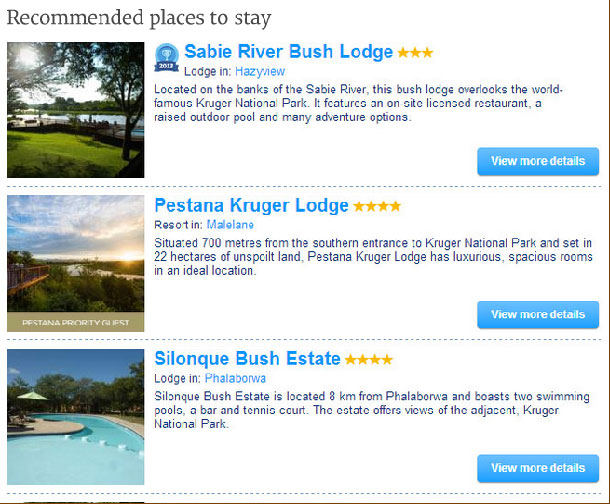 Recommended places to stay
2012
Sabie River Bush Lodge
Lodge in: Hazyview
Located on the banks of the Sabie River, this bush lodge overlooks the world-
famous Kruger National Park. It features an on site licensed restaurant, a
raised outdoor pool and many adventure options.
View more details
Pestana Kruger Lodge
Resort in: Malelane
Situated 700 metres from the southern entrance to Kruger National Park and set in
22 hectares of unspoilt land, Pestana Kruger Lodge has luxurious, spacious rooms
in an ideal location.
PESTANA PRIORITY GUEST
View more details
Silonque Bush Estate
Lodge in: Phalaborwa
Silonque Bush Estate is located 8 km from Phalaborwa and boasts two swimming
pools, a bar and tennis court. The estate offers views of the adjacent, Kruger
National Park.
View more details